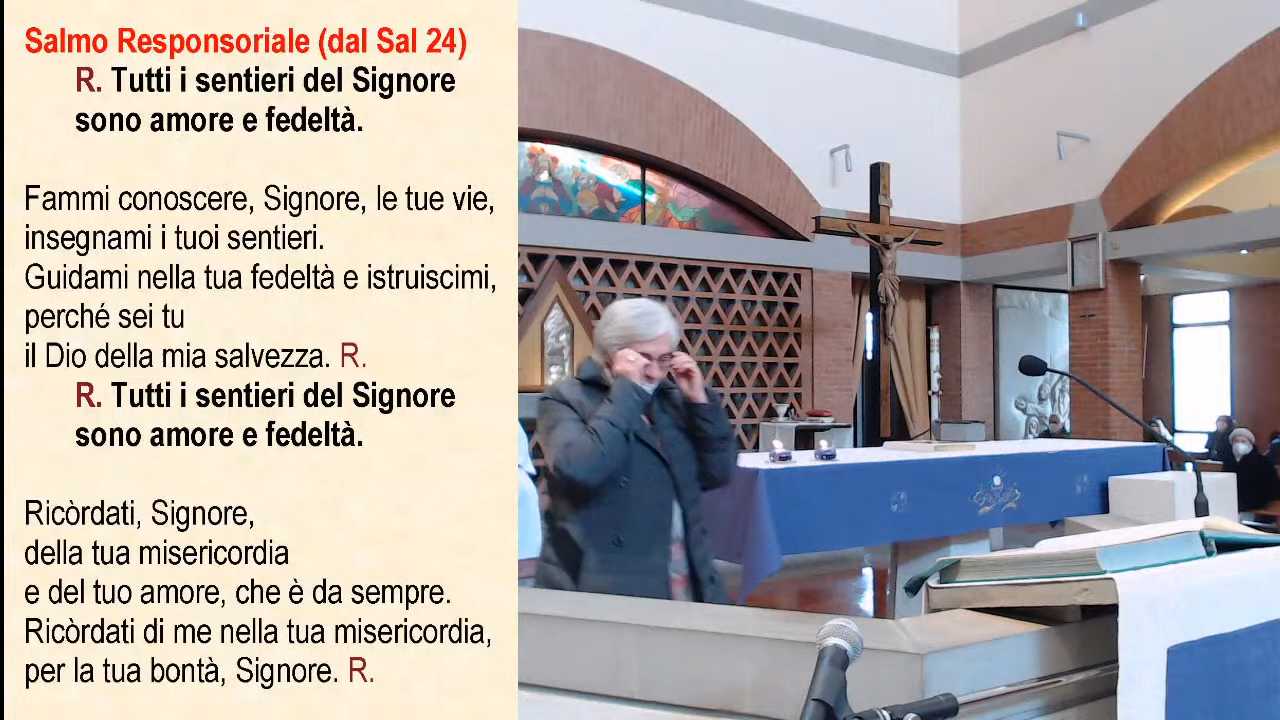 Salmo Responsoriale (dal Sal 24)
R. Tutti i sentieri del Signore
sono amore e fedeltà.
Fammi conoscere, Signore, le tue vie,
insegnami i tuoi sentieri.
Guidami nella tua fedeltà e istruiscimi,
perché sei tu
il Dio della mia salvezza. R.
R. Tutti i sentieri del Signore
sono amore e fedeltà.
Ricòrdati, Signore,
della tua misericordia
e del tuo amore, che è da sempre.
Ricòrdati di me nella tua misericordia,
per la tua bontà, Signore. R.